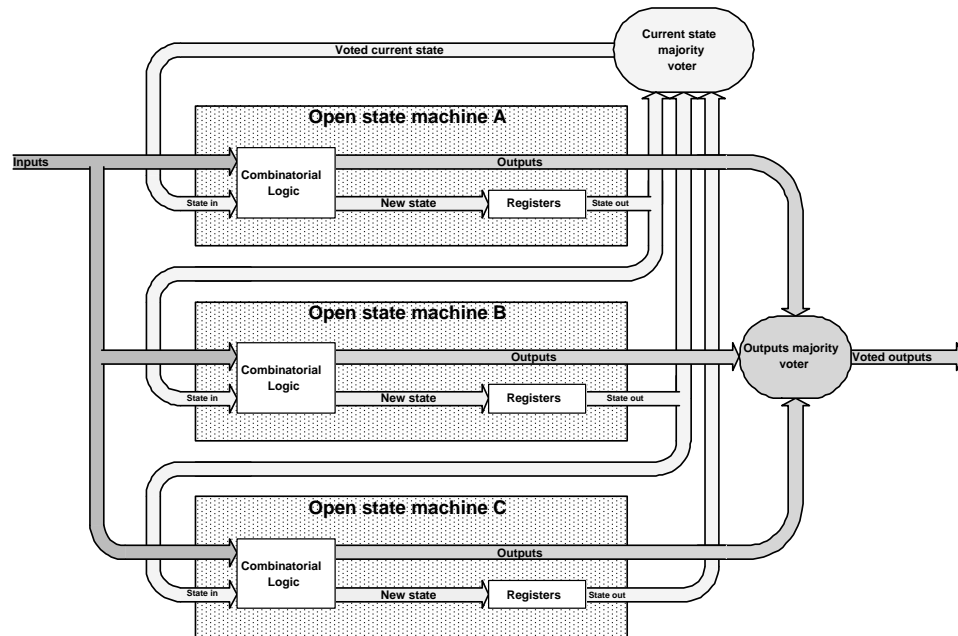 Current state
majority
voter
Voted current state
Open state machine A
Inputs
Combinatorial
Logic
Outputs
State in
New state
Registers
State out
Open state machine B
Combinatorial
Logic
Outputs
State in
New state
Registers
State out
Outputs majority
voter
Voted outputs
Open state machine C
Combinatorial
Logic
Outputs
State in
New state
Registers
State out